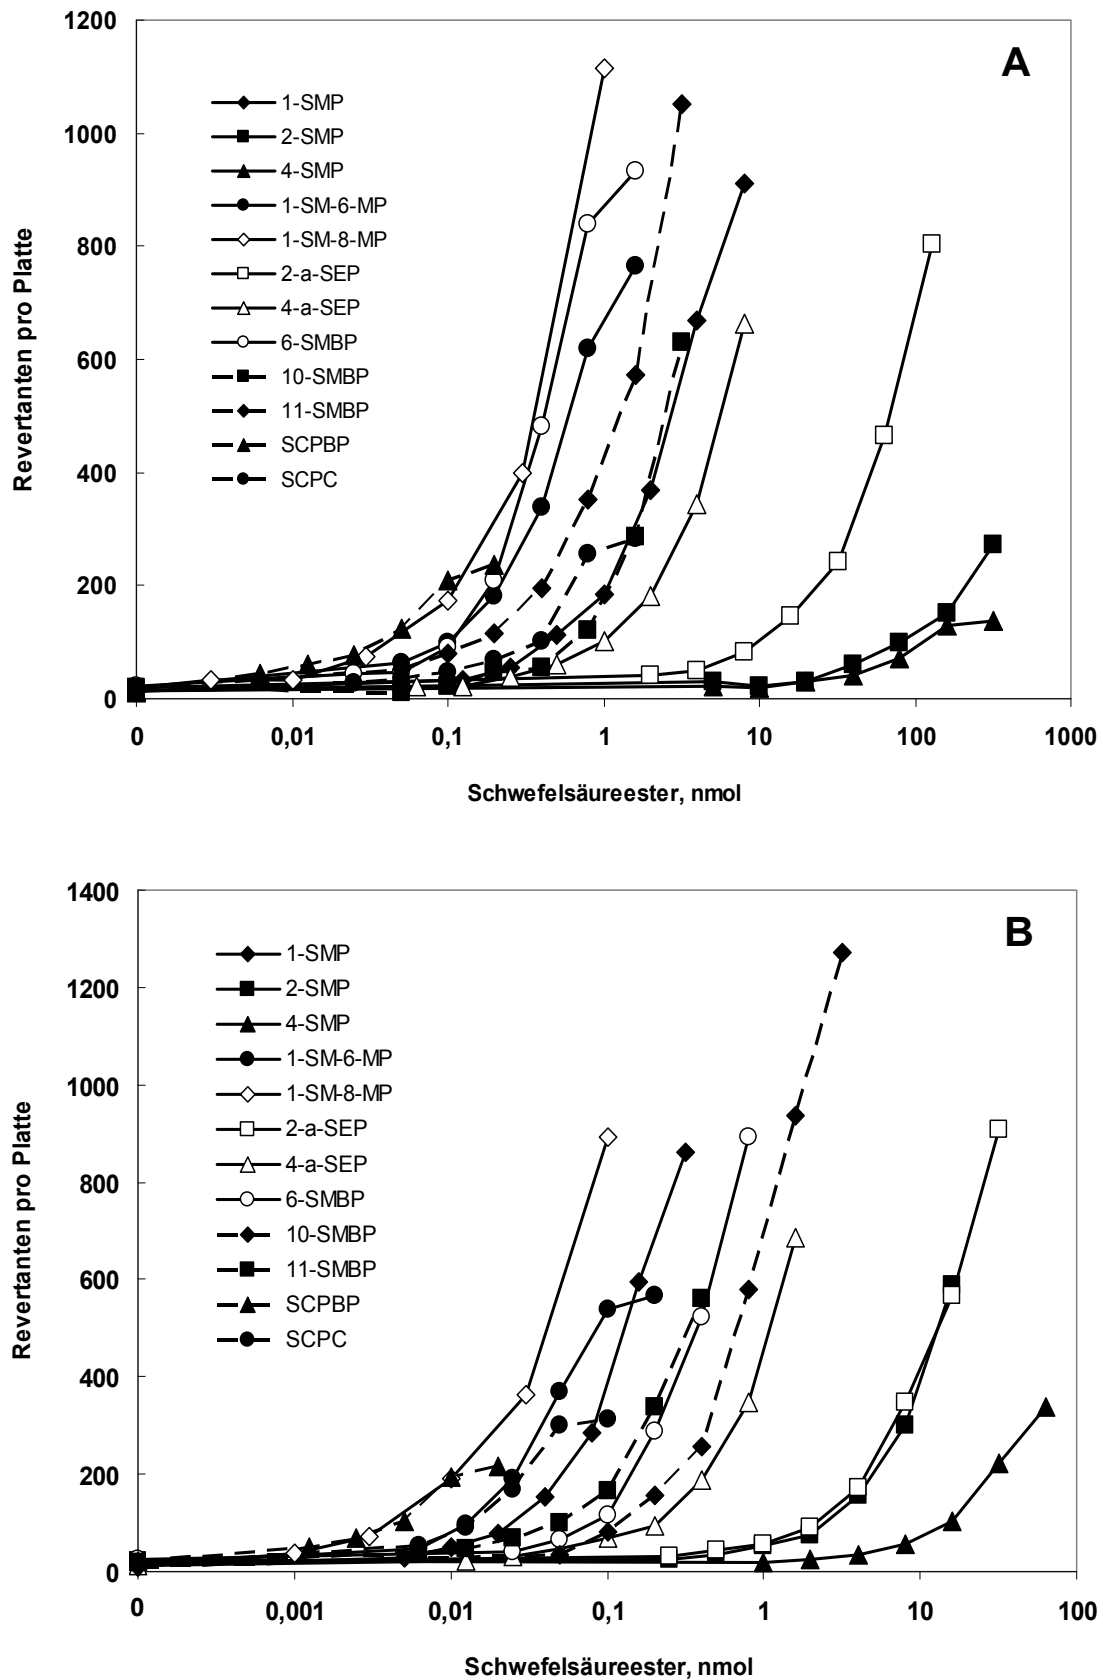 A
1200
1000
800
600
400
200
0
Revertanten pro Platte
1-SMP
2-SMP
4-SMP
1-SM-6-MP
1-SM-8-MP
2-a-SEP
4-a-SEP
6-SMBP
10-SMBP
11-SMBP
SCPBP
SCPC
0 0,01 0,1 1 10 100 1000
Schwefelsäureester, nmol
B
1400
1200
1000
800
600
400
200
0
Revertanten pro Platte
1-SMP
2-SMP
4-SMP
1-SM-6-MP
1-SM-8-MP
2-a-SEP
4-a-SEP
6-SMBP
10-SMBP
11-SMBP
SCPBP
SCPC
0 0,001 0,01 0,1 1 10 100
Schwefelsäureester, nmol